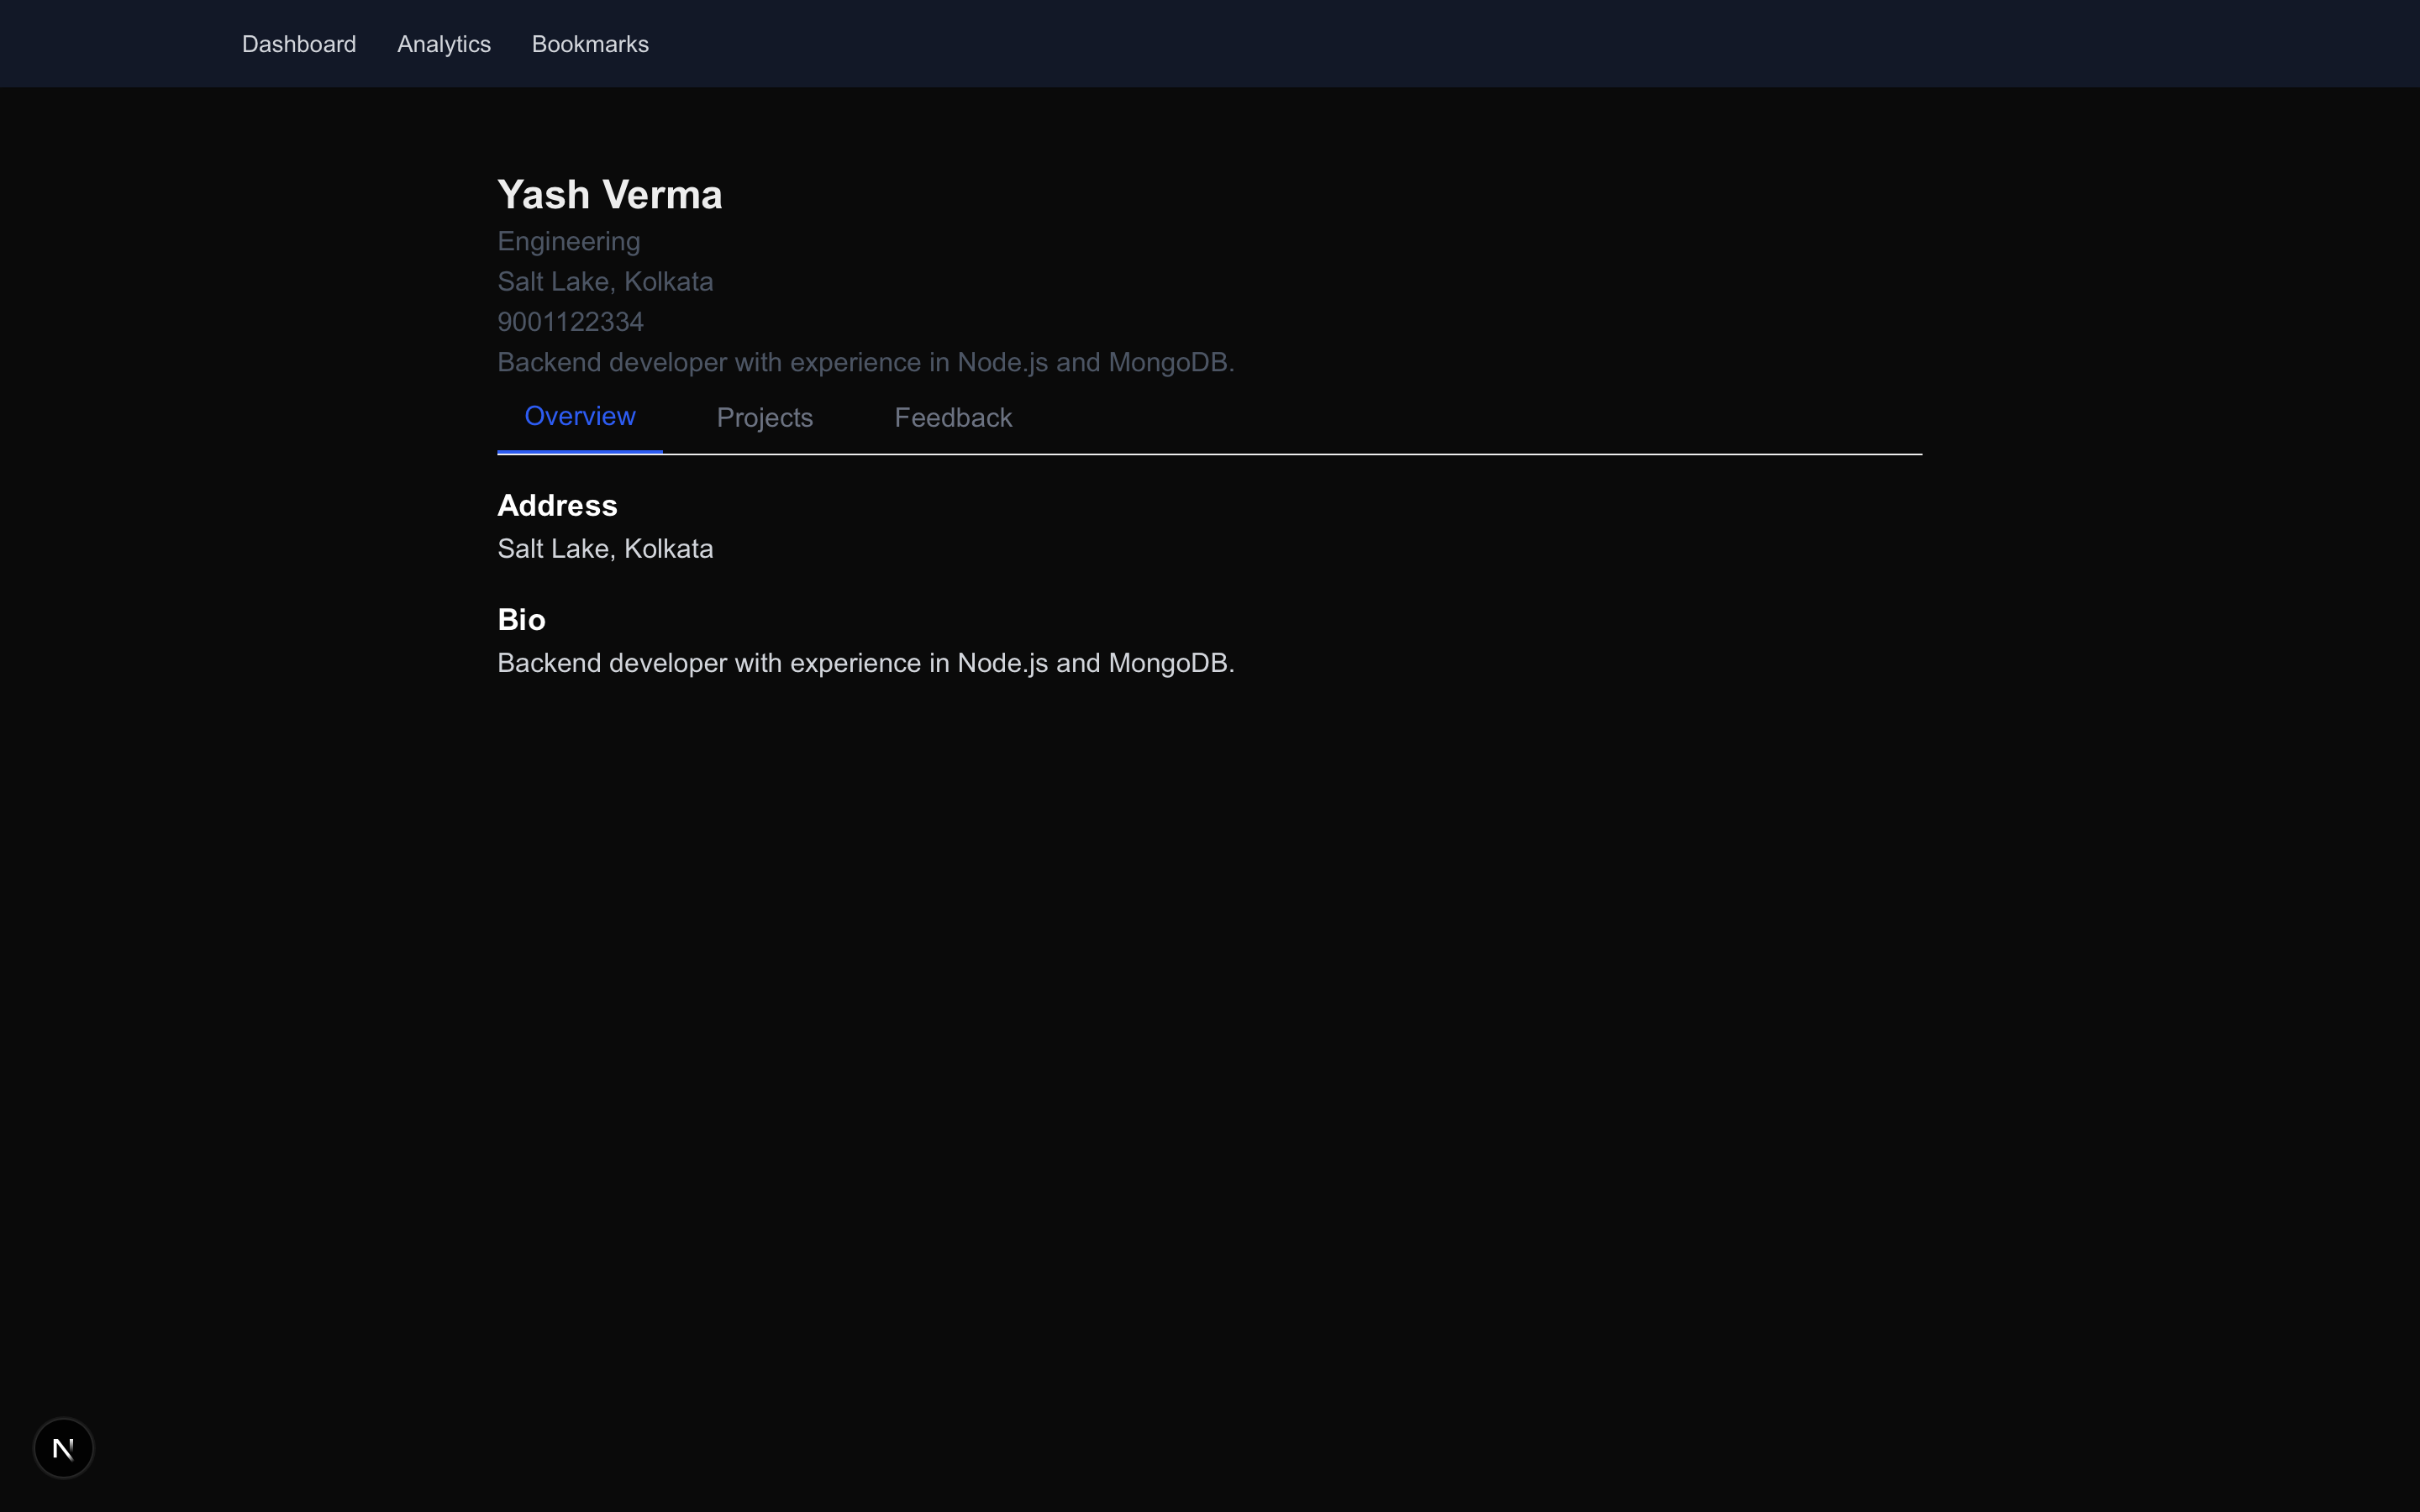 Dashboard Analytics Bookmarks
Yash Verma
Engineering
Salt Lake, Kolkata
9001122334
Backend developer with experience in Node.js and MongoDB.
Overview Projects Feedback
Address
Salt Lake, Kolkata
Bio
Backend developer with experience in Node.js and MongoDB.
N